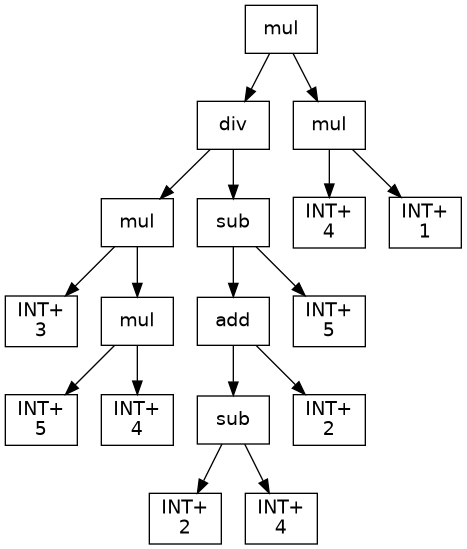 mul
div
mul
mul
sub
INT+
4
INT+
1
INT+
3
mul
add
INT+
5
INT+
5
INT+
4
sub
INT+
2
INT+
2
INT+
4